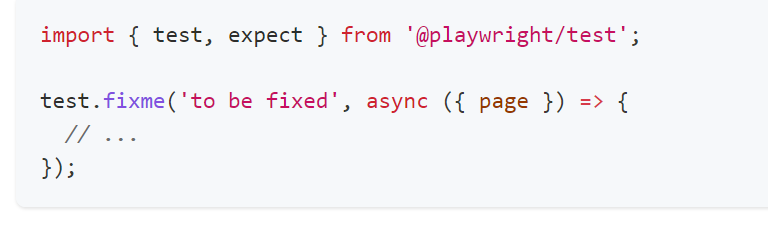 import { test, expect } from '@playwright/test';
test.fixme('to be fixed', async ({ page }) => {
// ...
});